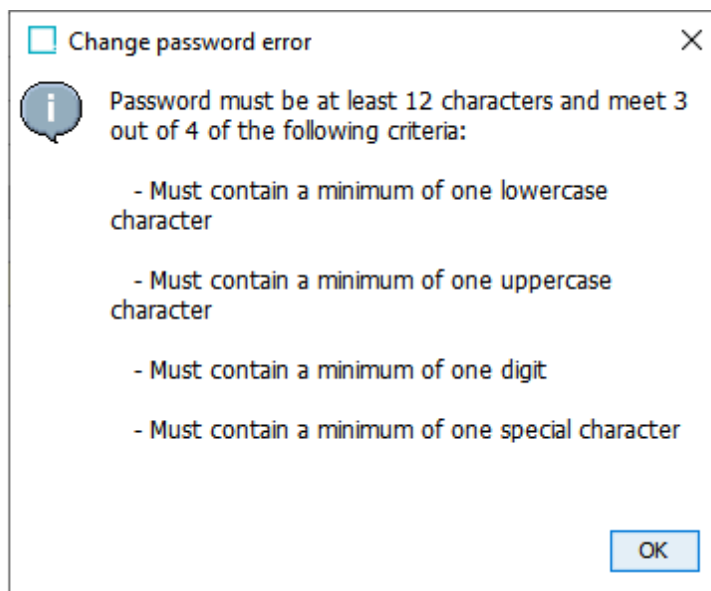 Change password error
Password must be at least 12 characters and meet 3
out of 4 of the following criteria:
- Must contain a minimum of one lowercase
character
- Must contain a minimum of one uppercase
character
- Must contain a minimum of one digit
- Must contain a minimum of one special character
OK